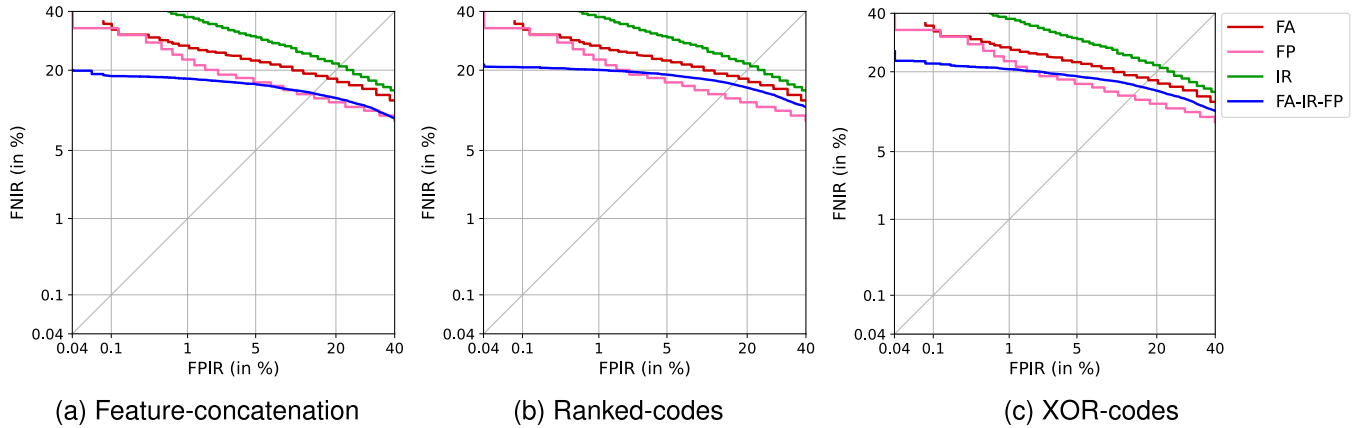 40
20
5
1
0.1
0.04
FNIR (in %)
0.04 0.1 1 5 20 40
FPIR (in %)
(a) Feature-concatenation
40
20
5
1
0.1
0.04
FNIR (in %)
0.04 0.1 1 5 20 40
FPIR (in %)
(b) Ranked-codes
40
20
5
1
0.1
0.04
FNIR (in %)
0.04 0.1 1 5 20 40
FPIR (in %)
(c) XOR-codes
FA
FP
IR
FA-IR-FP